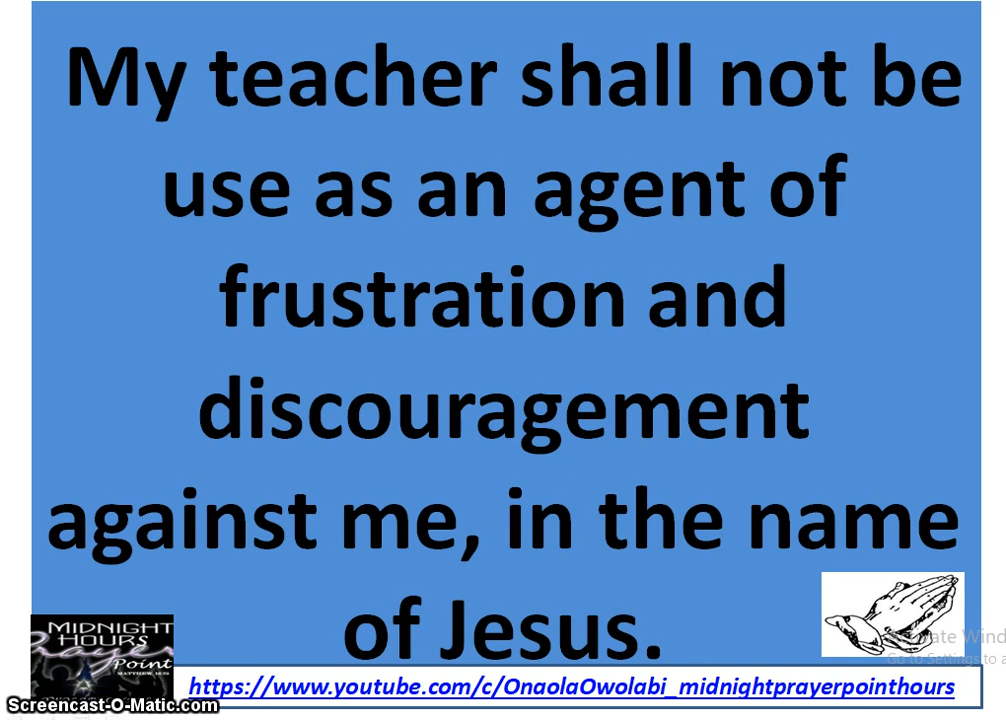 My teacher shall not be
use as an agent of
frustration and
discouragement
against me, in the name
of Jesus.
MIDNIGHT
HOURS
Praye
Point
https://www.youtube.com/c/OnaolaOwolabi_midnightprayerpointhours
Screencast-O-Matic.com